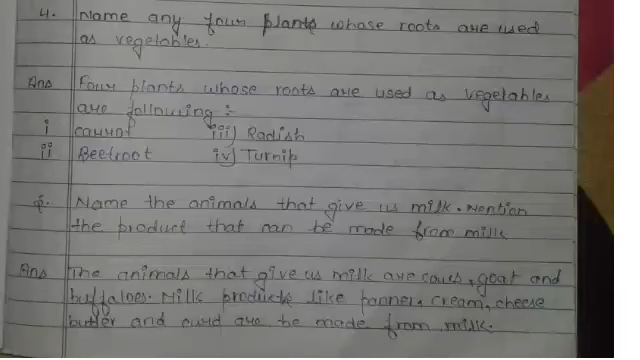 4. Name any four plants whose roots are used
as vegetables.
Ans Four plants whose roots are used as vegetables
are following :-
i carrot iii) Radish
ii Beetroot iv) Turnip
Name the animals that give us milk. Mention
the product that can be made from milk
Ans The animals that give us milk are cows, goat and
buffaloes. Milk products like panner, cream, cheese
butter and curd are be made from milk.